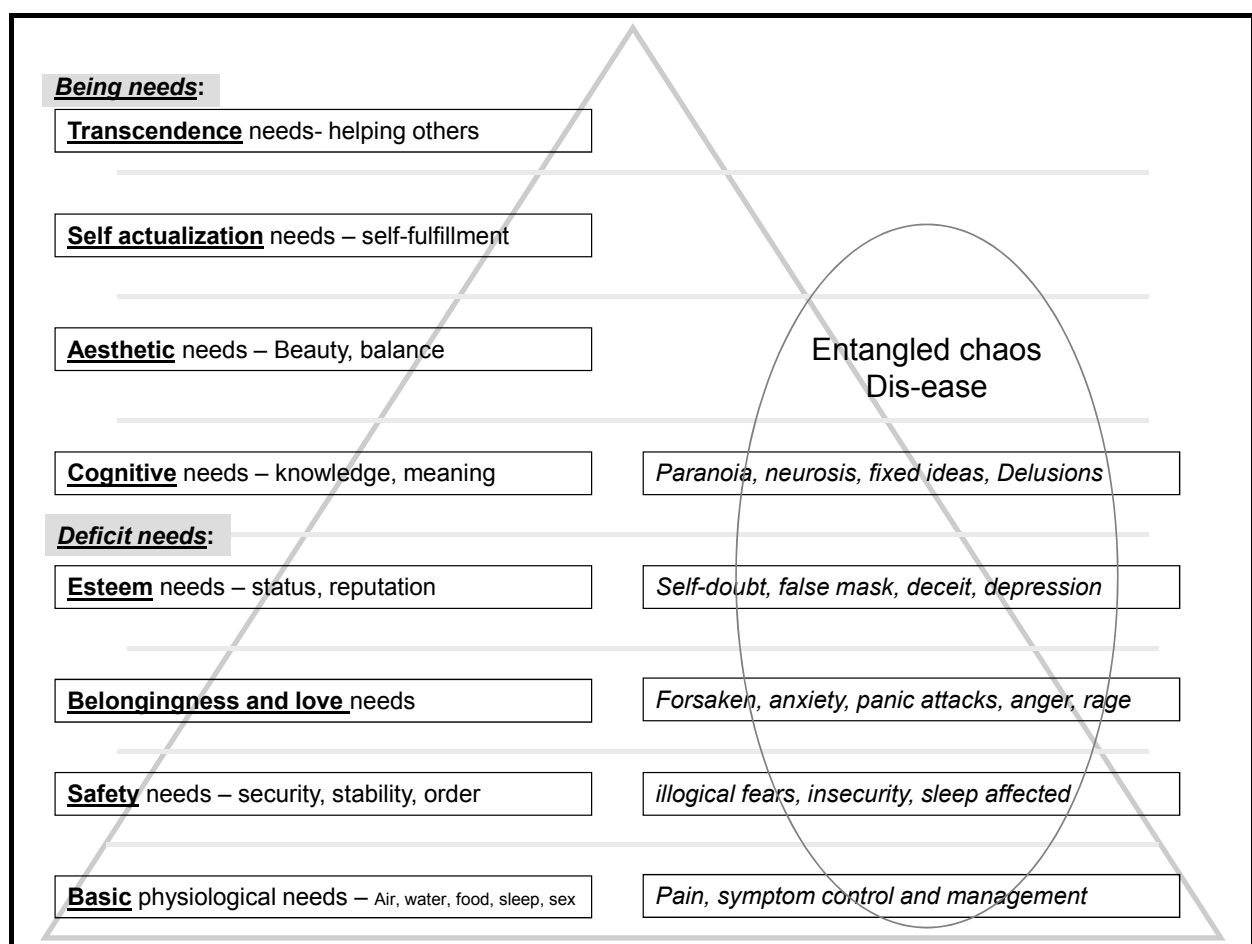 Being needs:
Transcendence needs- helping others
Self actualization needs – self-fulfillment
Aesthetic needs – Beauty, balance
Entangled chaos
Dis-ease
Cognitive needs – knowledge, meaning
Paranoia, neurosis, fixed ideas, Delusions
Deficit needs:
Esteem needs – status, reputation
Self-doubt, false mask, deceit, depression
Belongingness and love needs
Forsaken, anxiety, panic attacks, anger, rage
Safety needs – security, stability, order
illogical fears, insecurity, sleep affected
Basic physiological needs – Air, water, food, sleep, sex
Pain, symptom control and management